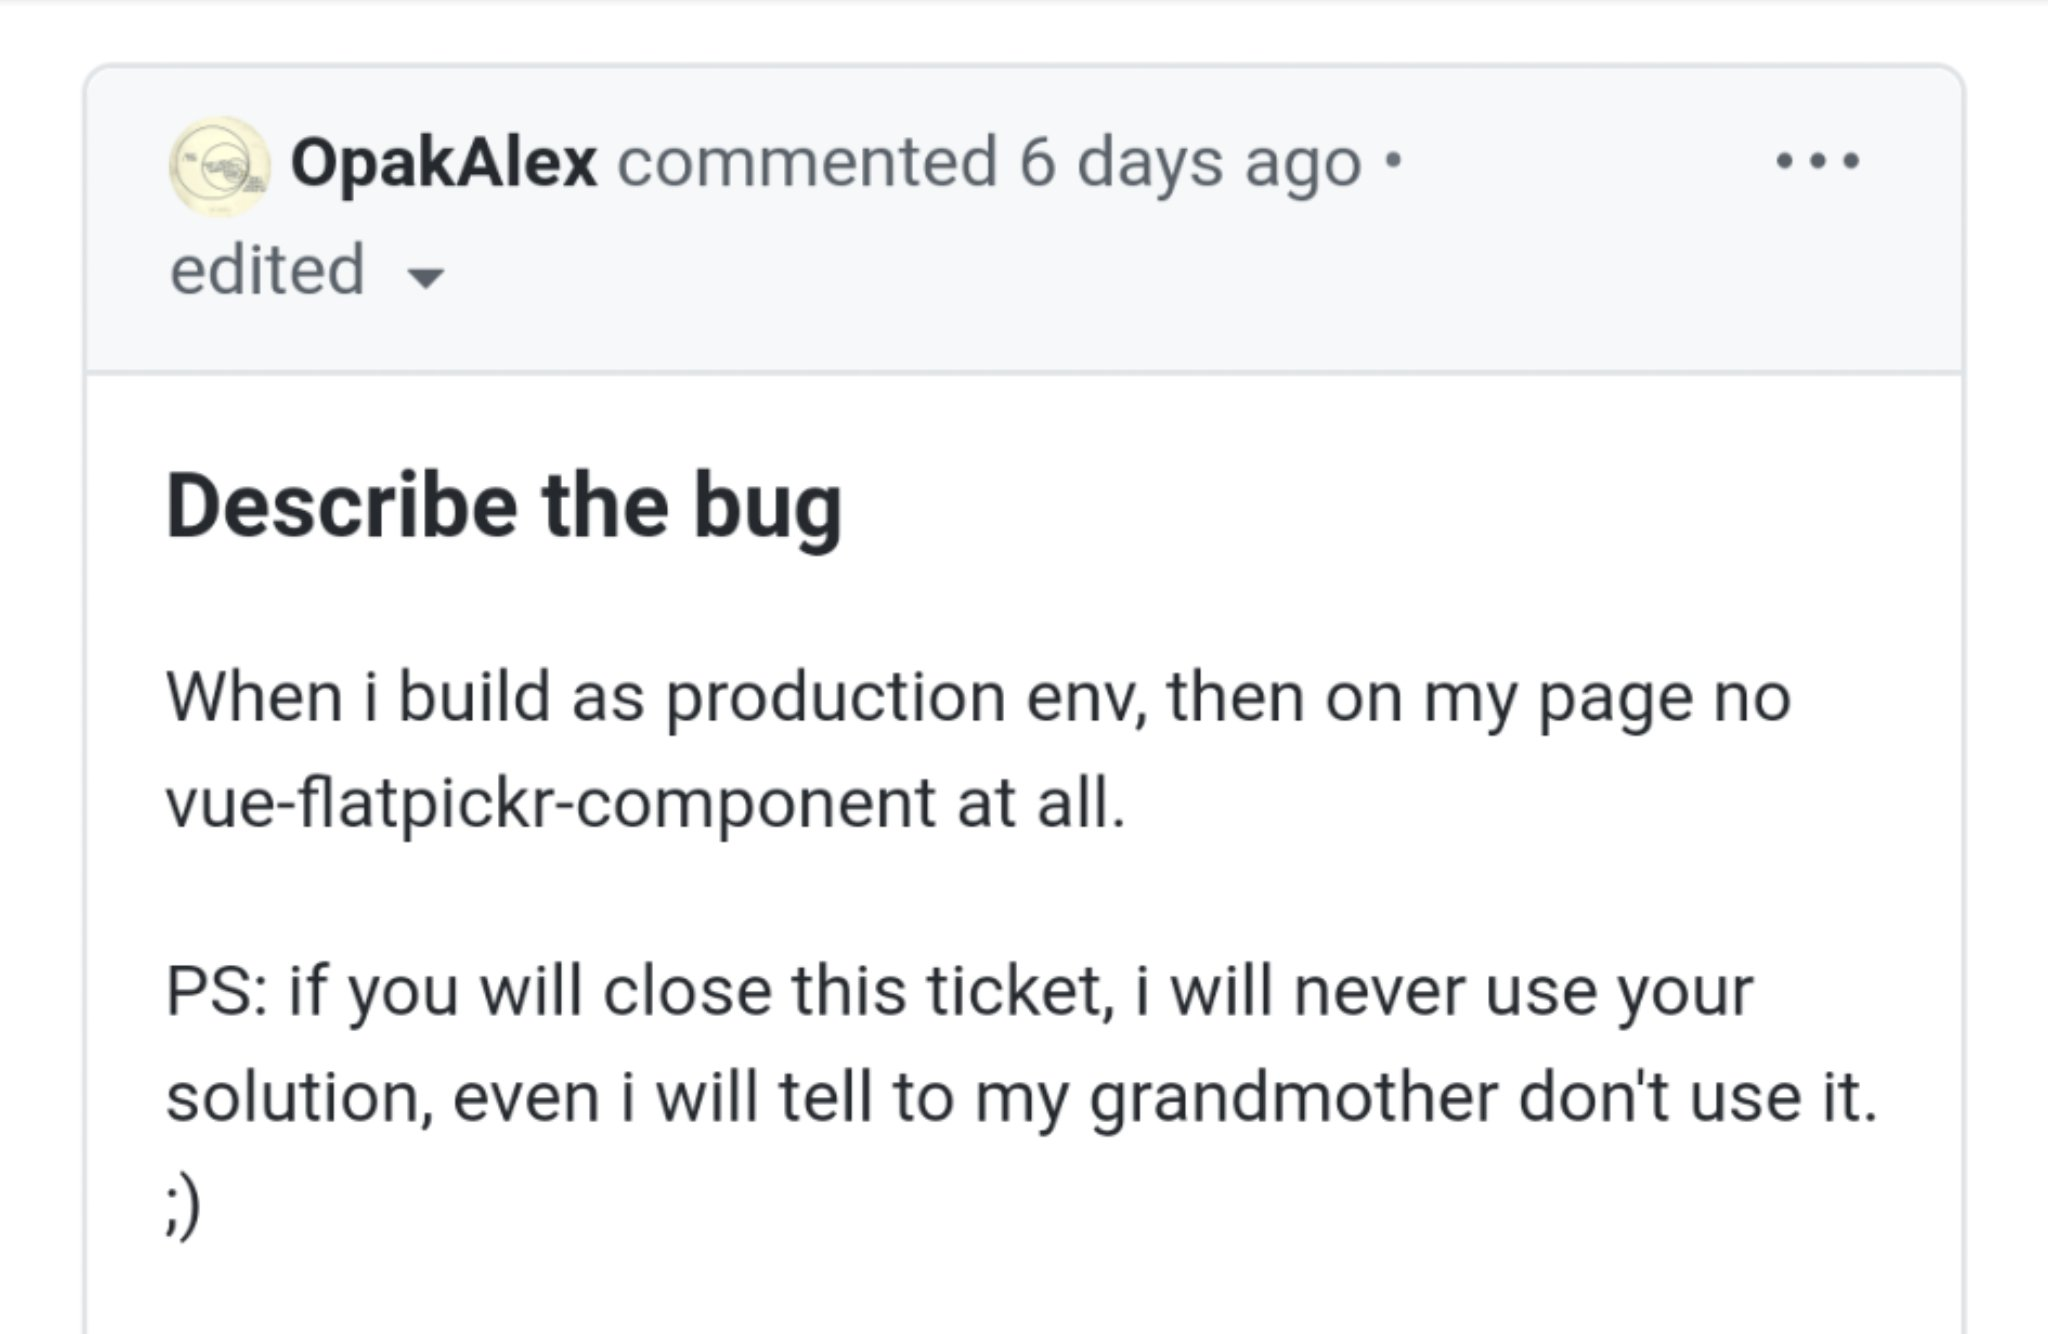 OpakAlex commented 6 days ago •
edited
Describe the bug
When i build as production env, then on my page no
vue-flatpickr-component at all.
PS: if you will close this ticket, i will never use your
solution, even i will tell to my grandmother don't use it.
;)